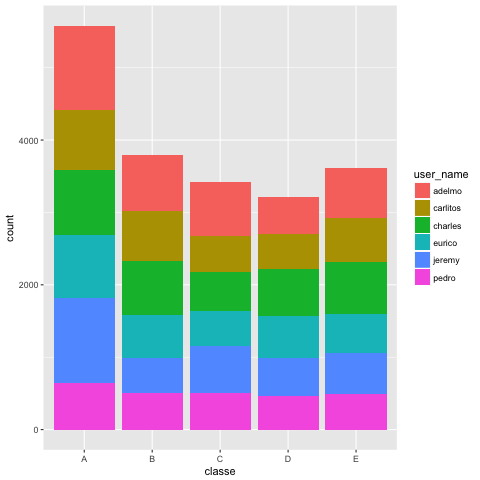 count
4000
2000
0
A B C D E
classe
user_name
adelmo
carlitos
charles
eurico
jeremy
pedro